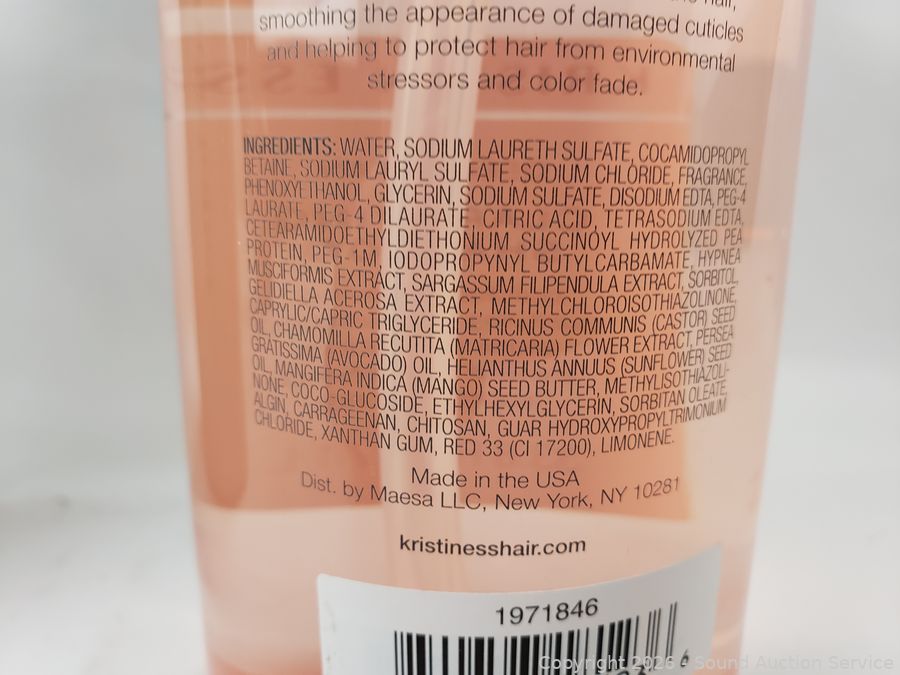 smoothing the appearance of damaged cuticles
and helping to protect hair from environmental
stressors and color fade.
INGREDIENTS: WATER, SODIUM LAURETH SULFATE, COCAMIDOPROPYL
BETAINE, SODIUM LAURYL SULFATE, SODIUM CHLORIDE, FRAGRANCE,
PHENOXYETHANOL, GLYCERIN, SODIUM SULFATE, DISODIUM EDTA, PEG-4
LAURATE, PEG-4 DILAURATE, CITRIC ACID, TETRASODIUM EDTA,
CETEARAMIDOETHYLDIETHONIUM SUCCINOYL HYDROLYZED PEA
PROTEIN, PEG-1M, IODOPROPYNYL BUTYLCARBAMATE, HYPNEA
MUSCIFORMIS EXTRACT, SARGASSUM FILIPENDULA EXTRACT, SORBITOL,
GELIDIELLA ACEROSA EXTRACT, METHYLCHLOROISOTHIAZOLINONE,
CAPRYLIC/CAPRIC TRIGLYCERIDE, RICINUS COMMUNIS (CASTOR) SEED
OIL, CHAMOMILLA RECUTITA (MATRICARIA) FLOWER EXTRACT, PERSEA
GRATISSIMA (AVOCADO) OIL, HELIANTHUS ANNUUS (SUNFLOWER) SEED
OIL, MANGIFERA INDICA (MANGO) SEED BUTTER, METHYLISOTHIAZOLI-
NONE, COCO-GLUCOSIDE, ETHYLHEXYLGLYCERIN, SORBITAN OLEATE,
ALGIN, CARRAGEENAN, CHITOSAN, GUAR HYDROXYPROPYLTRIMONIUM
CHLORIDE, XANTHAN GUM, RED 33 (CI 17200), LIMONENE.
Made in the USA
Dist. by Maesa LLC, New York, NY 10281
kristinesshair.com
1971846
Copyright 2026 - Sound Auction Service